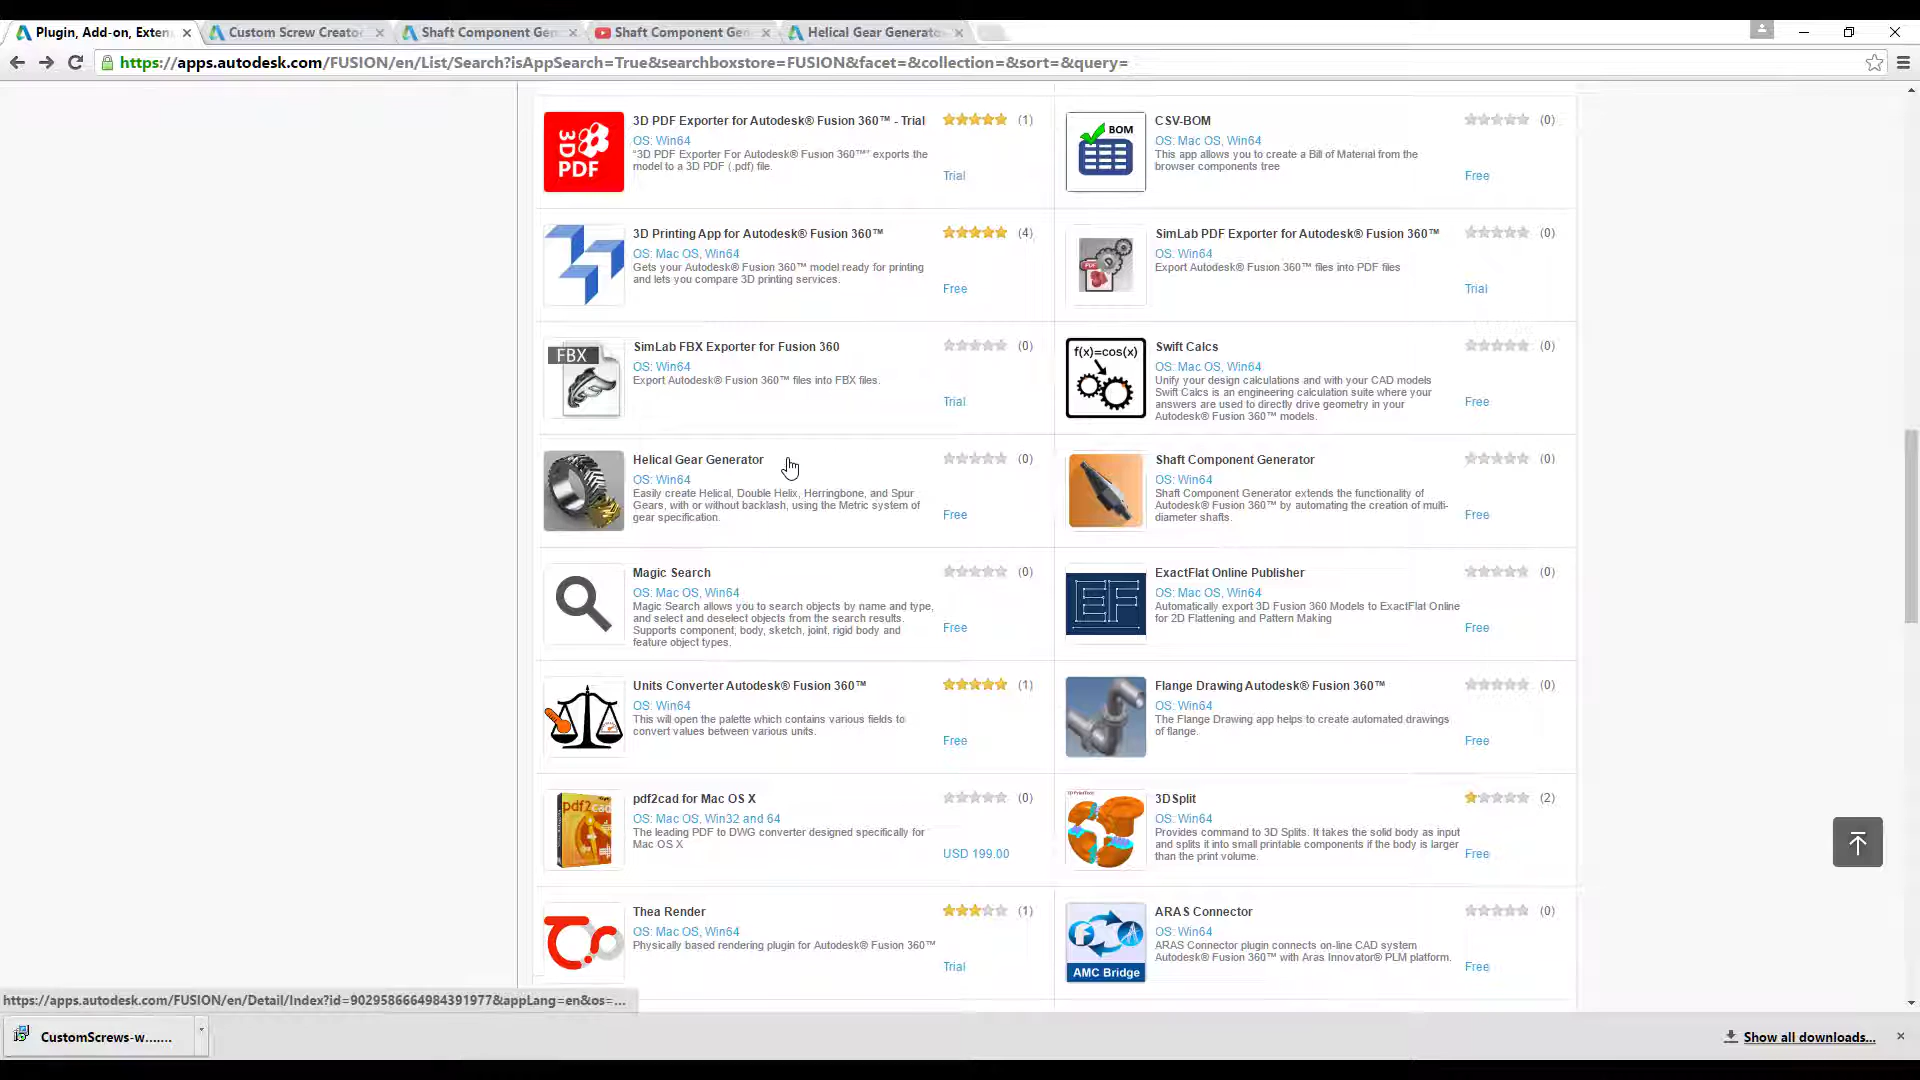 Plugin, Add-on, Exten
Custom Screw Creato
Shaft Component Gen
Shaft Component Ge
Helical Gear Generato
https://apps.autodesk.com/FUSION/en/List/Search?isAppSearch=True&searchboxstore=FUSION&facet=&collection=&sort=&query=
3D PDF
3D PDF Exporter for Autodesk® Fusion 360™ - Trial
(1)
OS: Win64
“3D PDF Exporter For Autodesk® Fusion 360™” exports the
model to a 3D PDF (.pdf) file.
Trial
BOM
CSV-BOM
(0)
OS: Mac OS, Win64
This app allows you to create a Bill of Material from the
browser components tree
Free
3D Printing App for Autodesk® Fusion 360™
(4)
OS: Mac OS, Win64
Gets your Autodesk® Fusion 360™ model ready for printing
and lets you compare 3D printing services.
Free
PDF
SimLab PDF Exporter for Autodesk® Fusion 360™
(0)
OS: Win64
Export Autodesk® Fusion 360™ files into PDF files
Trial
FBX
SimLab FBX Exporter for Fusion 360
(0)
OS: Win64
Export Autodesk® Fusion 360™ files into FBX files.
Trial
f(x)=cos(x)
Swift Calcs
(0)
OS: Mac OS, Win64
Unify your design calculations and with your CAD models
Swift Calcs is an engineering calculation suite where your
answers are used to directly drive geometry in your
Autodesk® Fusion 360™ models.
Free
Helical Gear Generator
(0)
OS: Win64
Easily create Helical, Double Helix, Herringbone, and Spur
Gears, with or without backlash, using the Metric system of
gear specification.
Free
Shaft Component Generator
(0)
OS: Win64
Shaft Component Generator extends the functionality of
Autodesk® Fusion 360™ by automating the creation of multi-
diameter shafts.
Free
Magic Search
(0)
OS: Mac OS, Win64
Magic Search allows you to search objects by name and type,
and select and deselect objects from the search results.
Supports component, body, sketch, joint, rigid body and
feature object types.
Free
EF
ExactFlat Online Publisher
(0)
OS: Mac OS, Win64
Automatically export 3D Fusion 360 Models to ExactFlat Online
for 2D Flattening and Pattern Making
Free
Units Converter Autodesk® Fusion 360™
(1)
OS: Win64
This will open the palette which contains various fields to
convert values between various units.
Free
Flange Drawing Autodesk® Fusion 360™
(0)
OS: Win64
The Flange Drawing app helps to create automated drawings
of flange.
Free
pdf2cad
pdf2cad for Mac OS X
(0)
OS: Mac OS, Win32 and 64
The leading PDF to DWG converter designed specifically for
Mac OS X
USD 199.00
3DSplit
(2)
OS: Win64
Provides command to 3D Splits. It takes the solid body as input
and splits it into small printable components if the body is larger
than the print volume.
Free
Thea Render
(1)
OS: Mac OS, Win64
Physically based rendering plugin for Autodesk® Fusion 360™
Trial
AMC Bridge
ARAS Connector
(0)
OS: Win64
ARAS Connector plugin connects on-line CAD system
Autodesk® Fusion 360™ with Aras Innovator® PLM platform.
Free
https://apps.autodesk.com/FUSION/en/Detail/Index?id=9029586664984391977&appLang=en&os=...
CustomScrews-w......
Show all downloads...